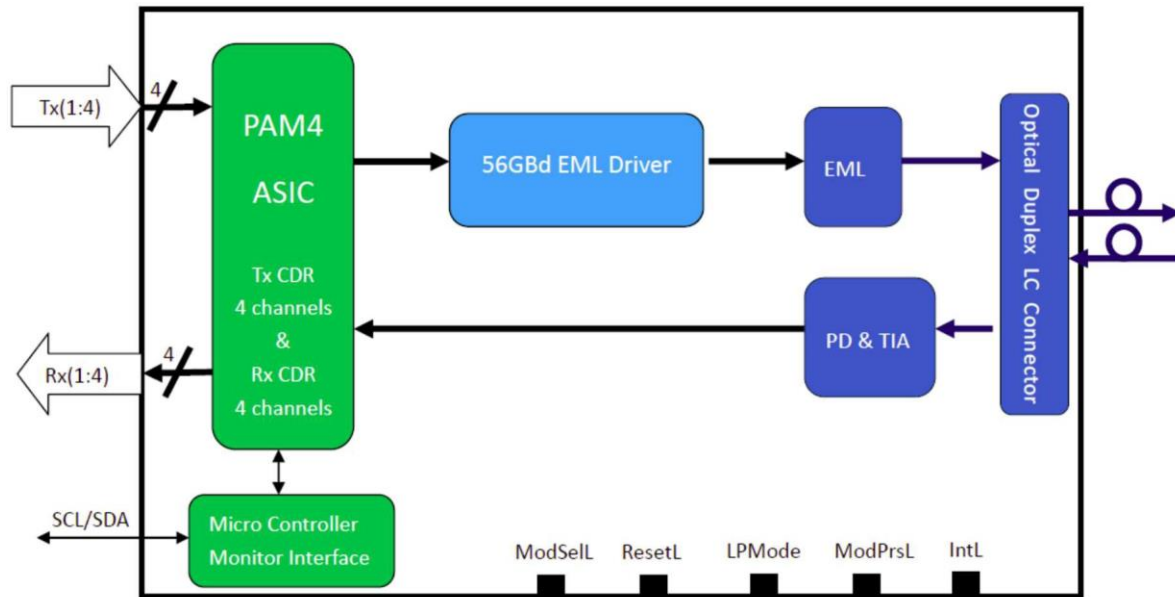 Tx(1:4)
4
PAM4
ASIC
Tx CDR
4 channels
&
Rx CDR
4 channels
56GBd EML Driver
EML
Optical Duplex LC Connector
PD & TIA
4
Rx(1:4)
SCL/SDA
Micro Controller
Monitor Interface
ModSelL
ResetL
LPMode
ModPrsL
IntL